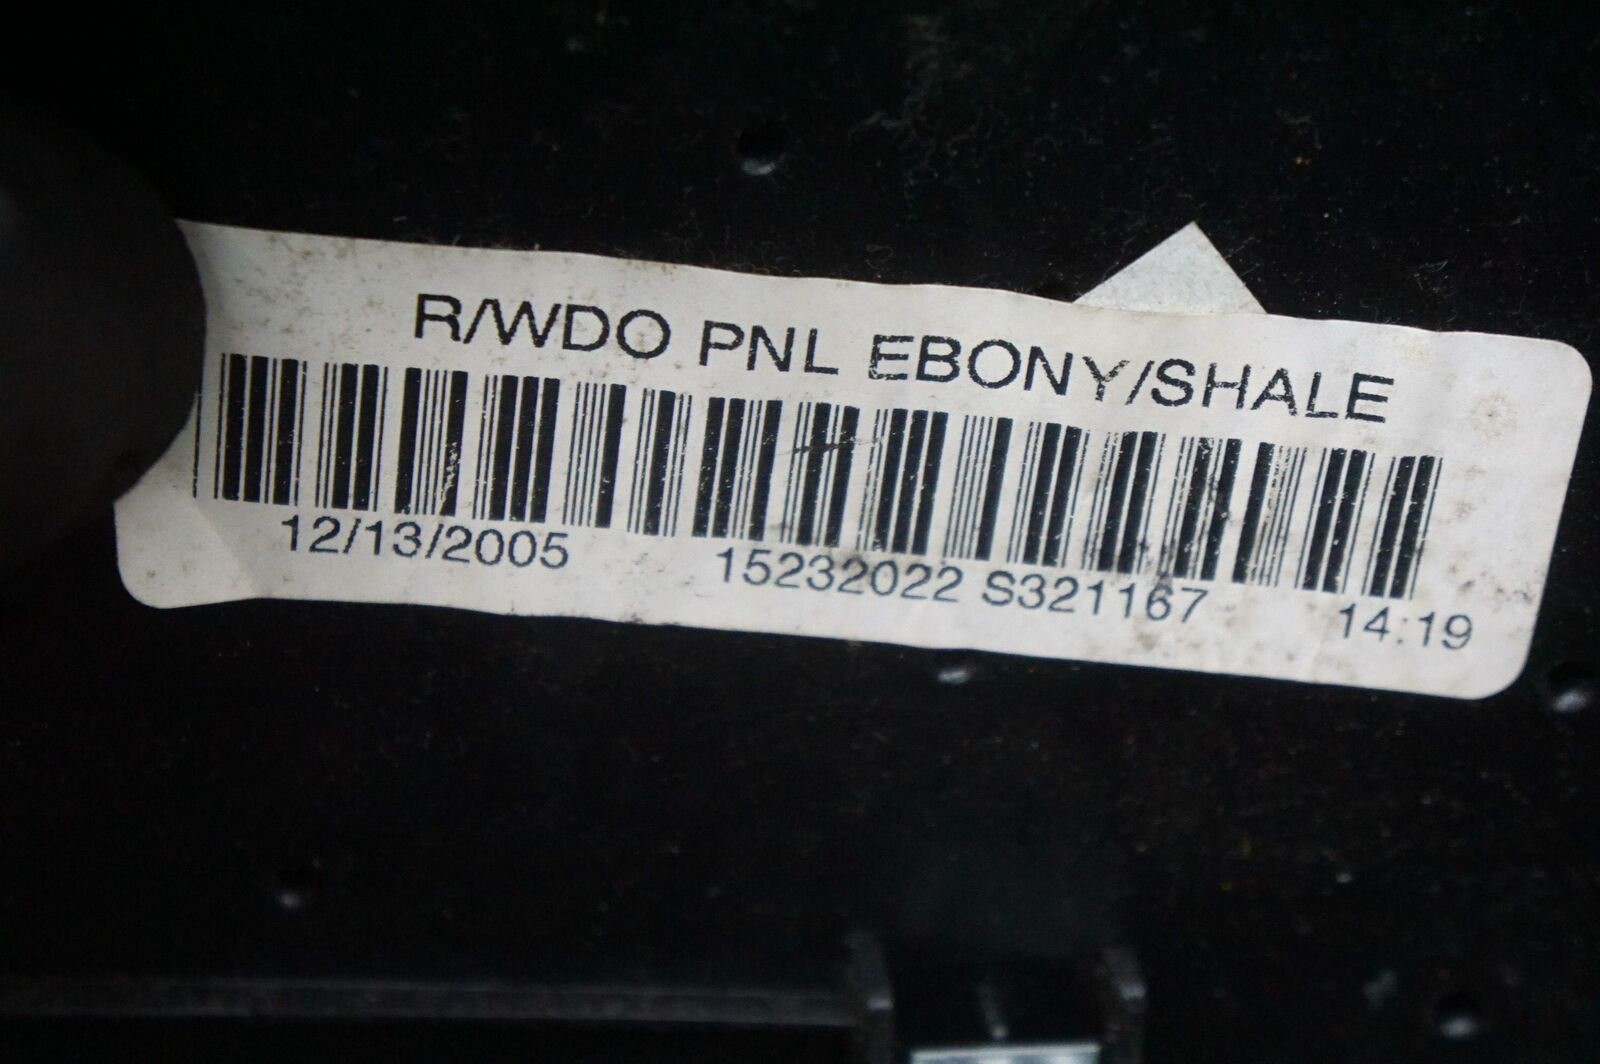 R/WDO PNL EBONY/SHALE
12/13/2005 15232022 S321167 14:19